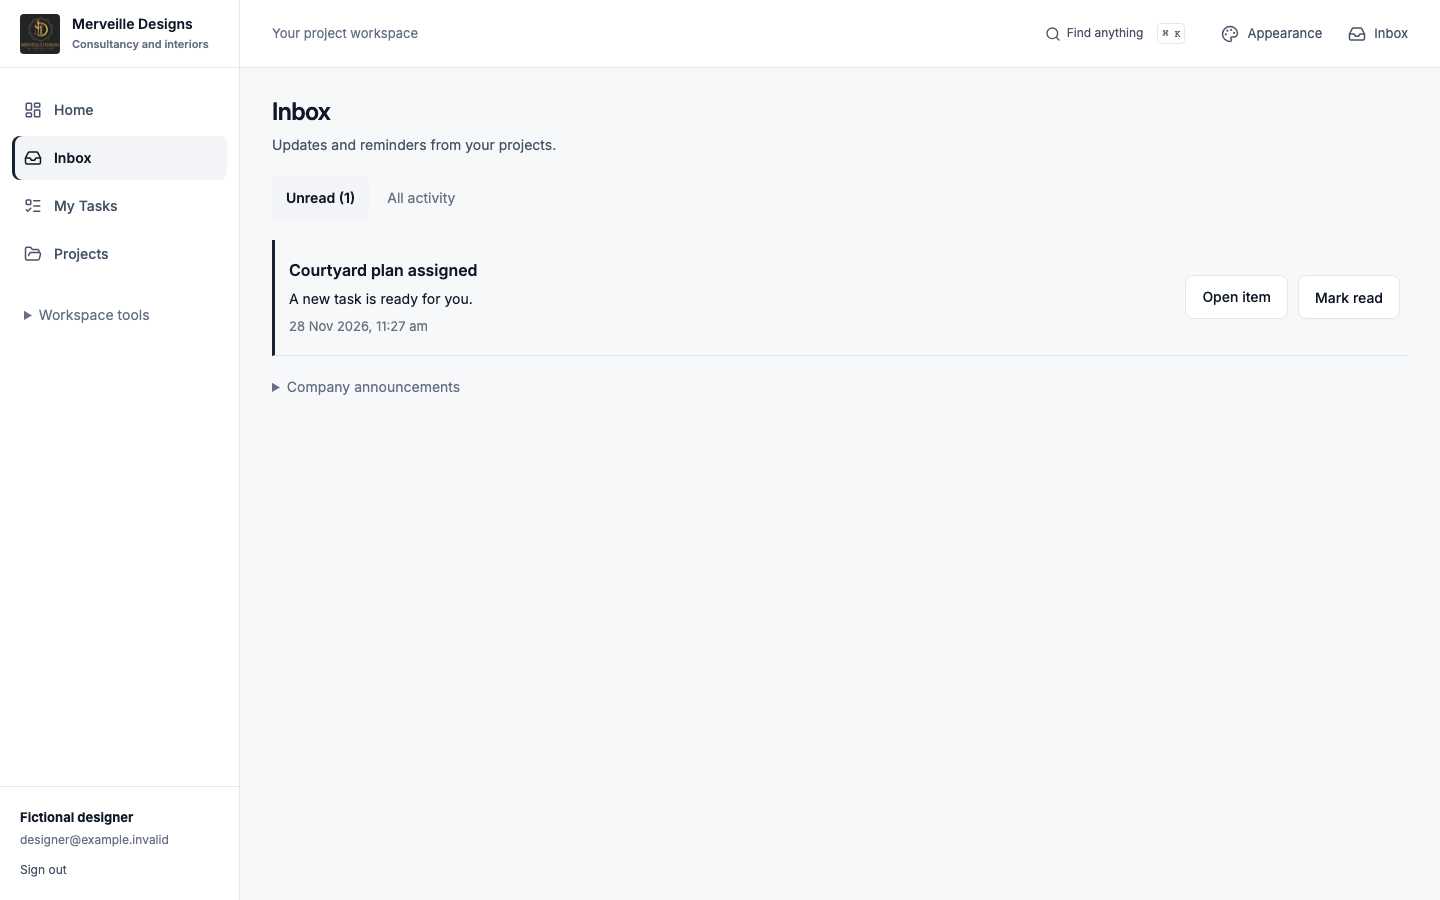 Merveille Designs
Consultancy and interiors
Your project workspace
Find anything
⌘ K
Appearance
Inbox
Home
Inbox
My Tasks
Projects
Workspace tools
Inbox
Updates and reminders from your projects.
Unread (1)
All activity
Courtyard plan assigned
A new task is ready for you.
28 Nov 2026, 11:27 am
Open item
Mark read
Company announcements
Fictional designer
designer@example.invalid
Sign out